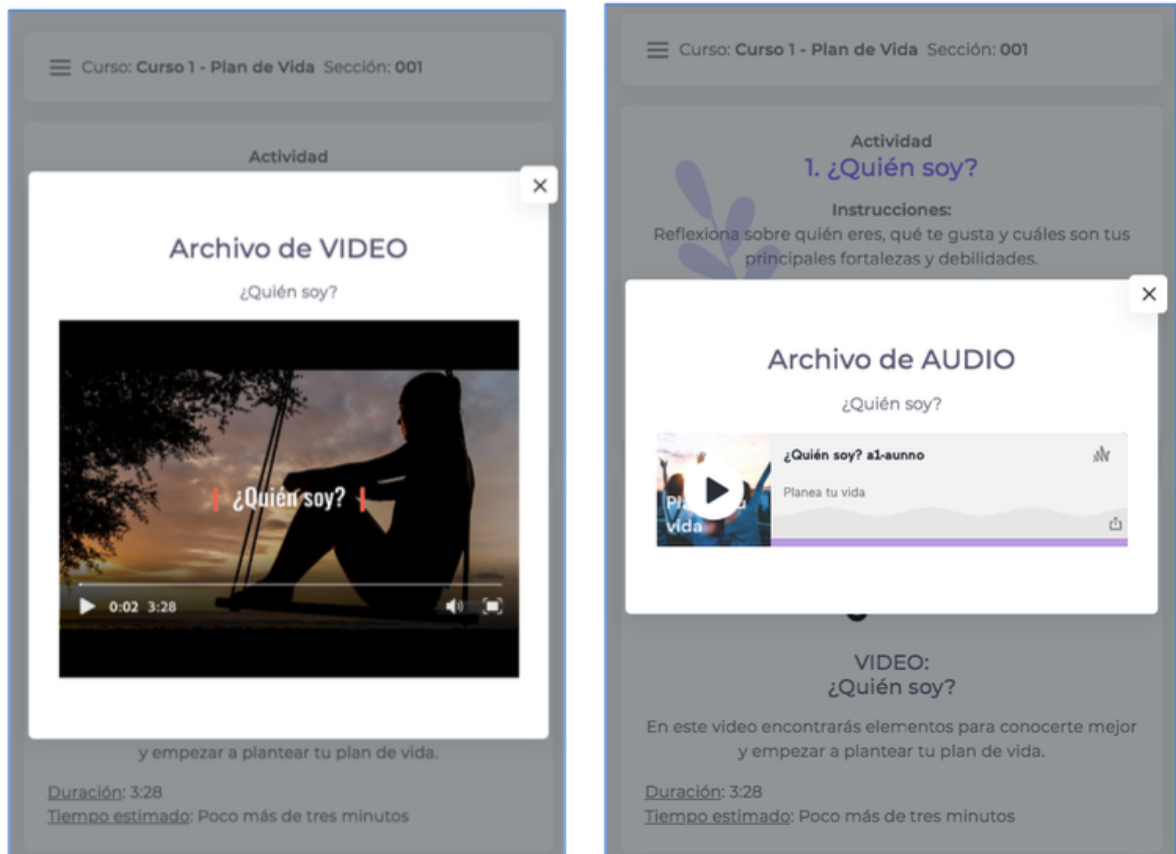 Curso: Curso 1 - Plan de Vida Sección: 001
Actividad
Archivo de VIDEO
¿Quién soy?
¿Quién soy?
0:02 3:28
y empezar a plantear tu plan de vida.
Duración: 3:28
Tiempo estimado: Poco más de tres minutos
Curso: Curso 1 - Plan de Vida Sección: 001
Actividad
1. ¿Quién soy?
Instrucciones:
Reflexiona sobre quién eres, qué te gusta y cuáles son tus
principales fortalezas y debilidades.
Archivo de AUDIO
¿Quién soy?
¿Quién soy? a1-aunno
Planea tu vida
vida
VIDEO:
¿Quién soy?
En este video encontrarás elementos para conocerte mejor
y empezar a plantear tu plan de vida.
Duración: 3:28
Tiempo estimado: Poco más de tres minutos